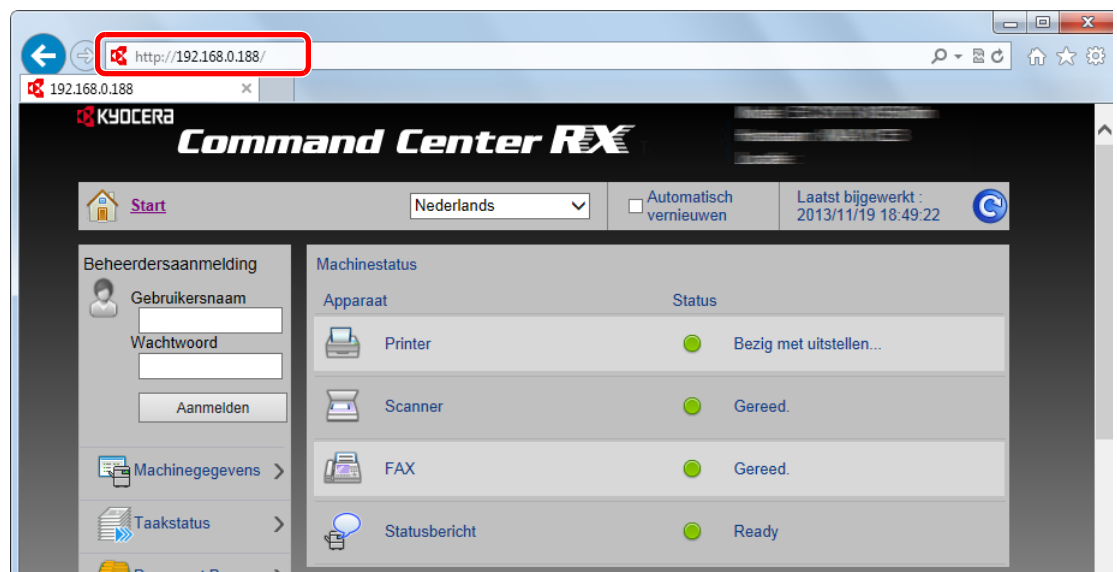 http://192.168.0.188/
192.168.0.188
KYOCERA
Command Center RX
Start
Nederlands
Automatisch
vernieuwen
Laatst bijgewerkt :
2013/11/19 18:49:22
Beheerdersaanmelding
Gebruikersnaam
Wachtwoord
Aanmelden
Machinegegevens
Taakstatus
Machinestatus
Apparaat Status
Printer Bezig met uitstellen...
Scanner Gereed.
FAX Gereed.
Statusbericht Ready